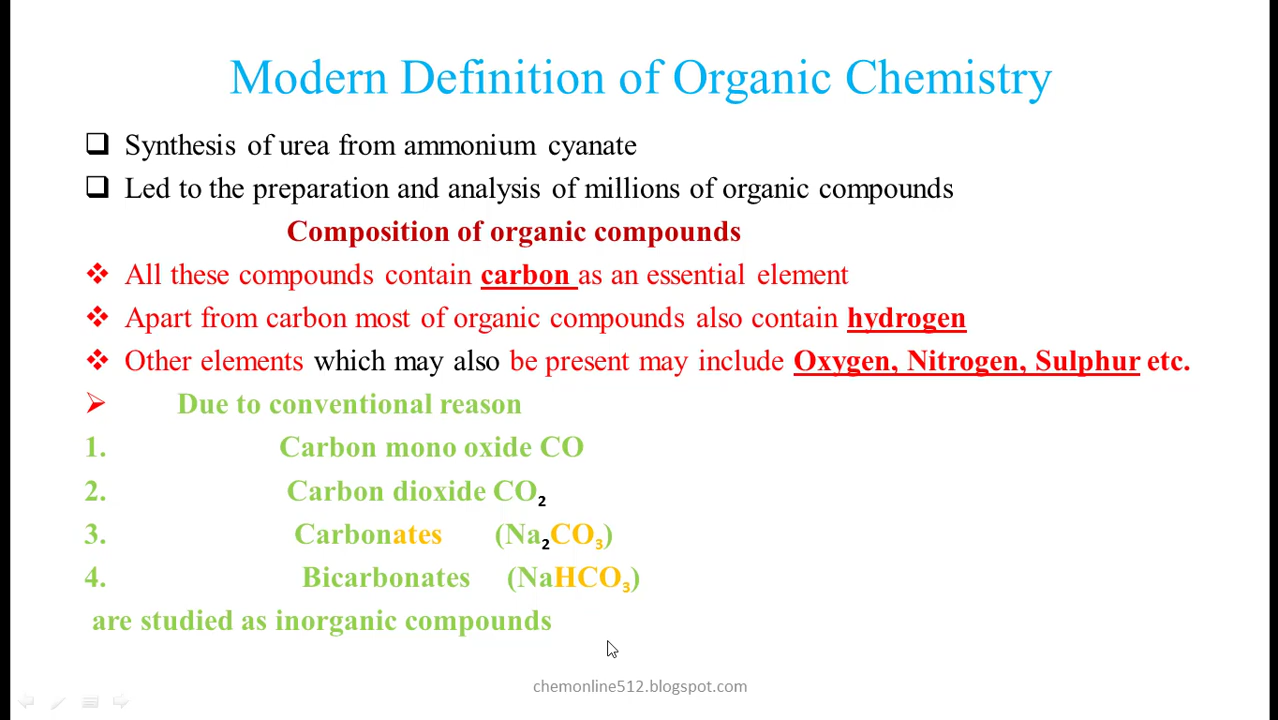 Modern Definition of Organic Chemistry
❑ Synthesis of urea from ammonium cyanate
❑ Led to the preparation and analysis of millions of organic compounds
Composition of organic compounds
❖ All these compounds contain carbon as an essential element
❖ Apart from carbon most of organic compounds also contain hydrogen
❖ Other elements which may also be present may include Oxygen, Nitrogen, Sulphur etc.
➢ Due to conventional reason
1. Carbon mono oxide CO
2. Carbon dioxide CO₂
3. Carbonates (Na₂CO₃)
4. Bicarbonates (NaHCO₃)
are studied as inorganic compounds
chemonline512.blogspot.com